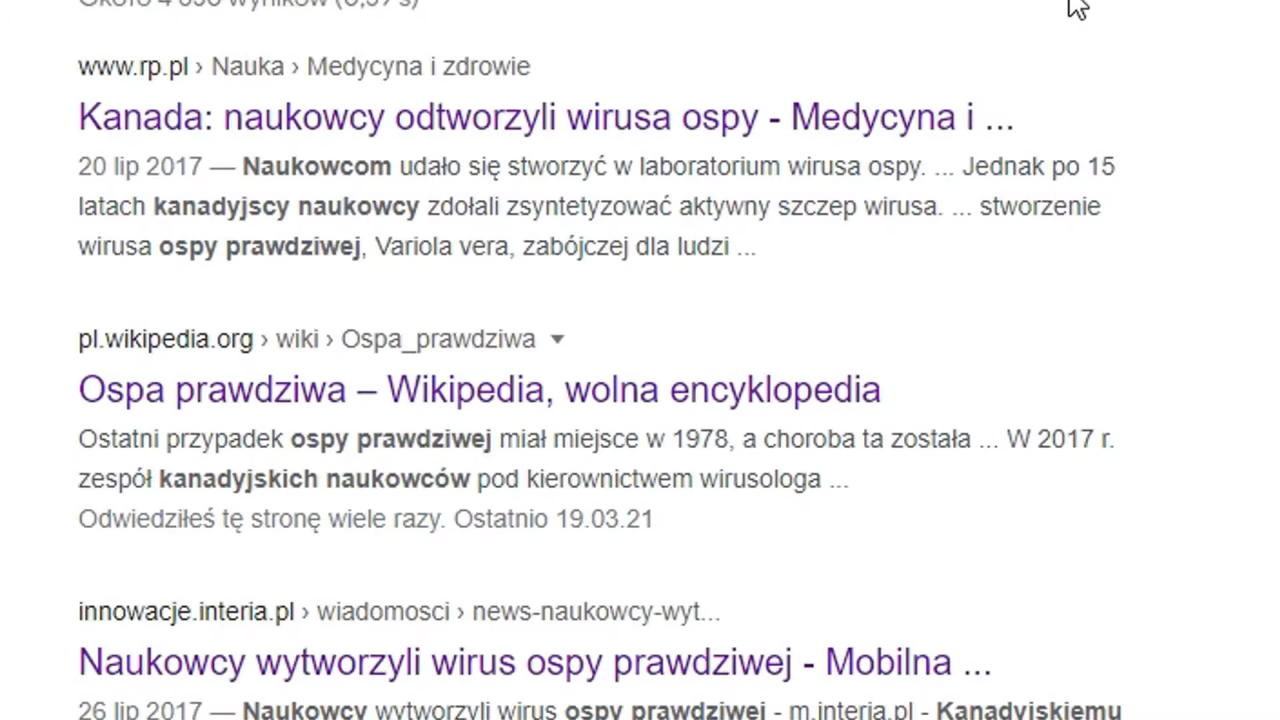 Około 4 630 wyników
www.rp.pl › Nauka › Medycyna i zdrowie
Kanada: naukowcy odtworzyli wirusa ospy - Medycyna i ...
20 lip 2017 — Naukowcom udało się stworzyć w laboratorium wirusa ospy. ... Jednak po 15
latach kanadyjscy naukowcy zdołali zsyntetyzować aktywny szczep wirusa. ... stworzenie
wirusa ospy prawdziwej, Variola vera, zabójczej dla ludzi ...
pl.wikipedia.org › wiki › Ospa_prawdziwa
Ospa prawdziwa – Wikipedia, wolna encyklopedia
Ostatni przypadek ospy prawdziwej miał miejsce w 1978, a choroba ta została ... W 2017 r.
zespół kanadyjskich naukowców pod kierownictwem wirusologa ...
Odwiedziłeś tę stronę wiele razy. Ostatnio 19.03.21
innowacje.interia.pl › wiadomosci › news-naukowcy-wyt...
Naukowcy wytworzyli wirus ospy prawdziwej - Mobilna ...
26 lip 2017 — Naukowcy wytworzyli wirus ospy prawdziwej - m.interia.pl - Kanadyjskiemu